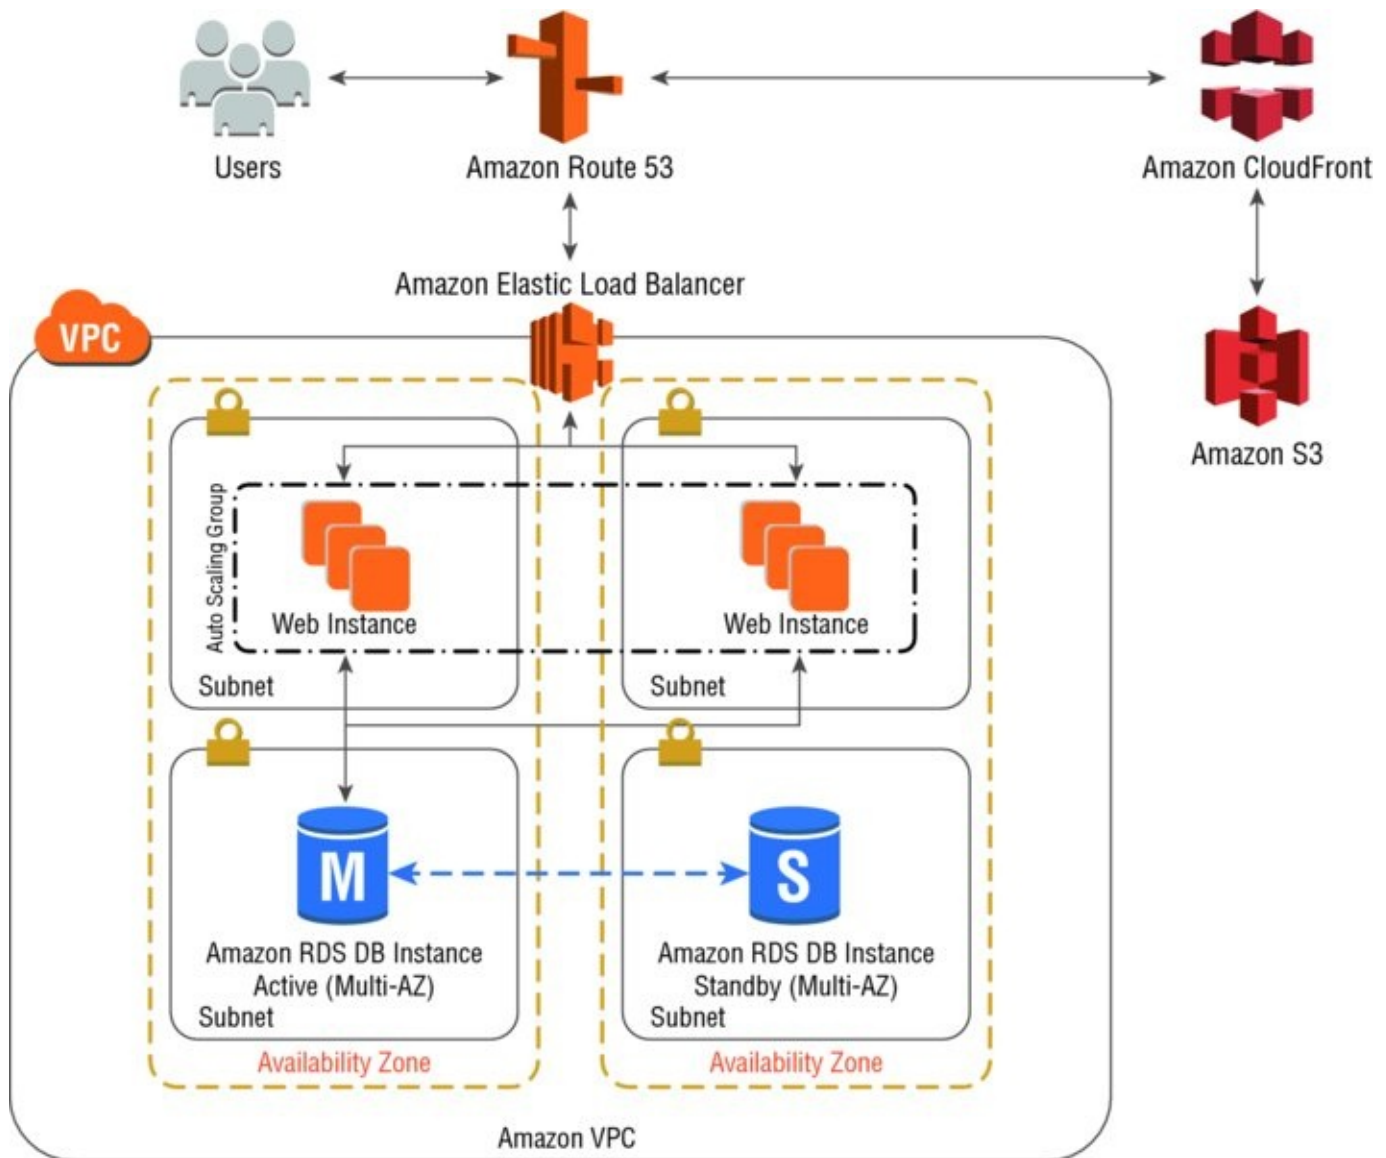 Users
Amazon Route 53
Amazon CloudFront
Amazon Elastic Load Balancer
VPC
Amazon S3
Auto Scaling Group
Web Instance
Web Instance
Subnet
Subnet
M
S
Amazon RDS DB Instance
Active (Multi-AZ)
Subnet
Amazon RDS DB Instance
Standby (Multi-AZ)
Subnet
Availability Zone
Availability Zone
Amazon VPC